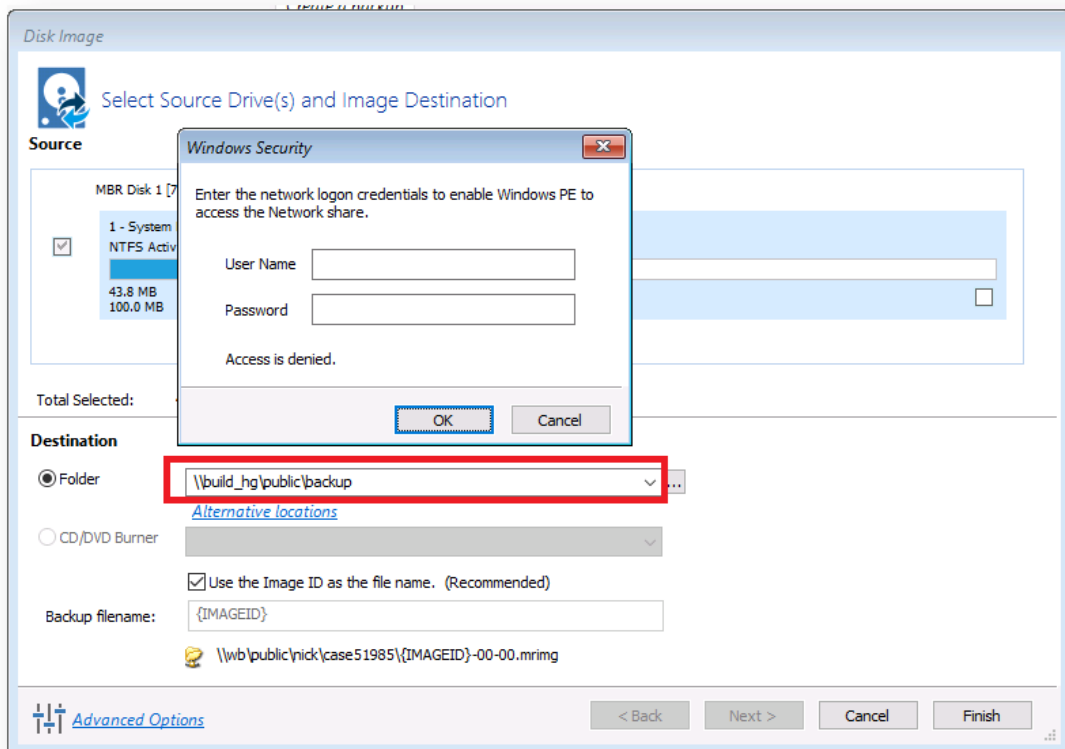 Create a backup
Disk Image
Select Source Drive(s) and Image Destination
Source
Windows Security
Enter the network logon credentials to enable Windows PE to
access the Network share.
User Name
Password
Access is denied.
OK
Cancel
MBR Disk 1 [7
1 - System
NTFS Activ
43.8 MB
100.0 MB
Total Selected:
Destination
Folder
\\build_hg\public\backup
...
Alternative locations
CD/DVD Burner
Use the Image ID as the file name. (Recommended)
Backup filename:
{IMAGEID}
\\wb\public\nick\case51985\{IMAGEID}-00-00.mrimg
Advanced Options
< Back
Next >
Cancel
Finish